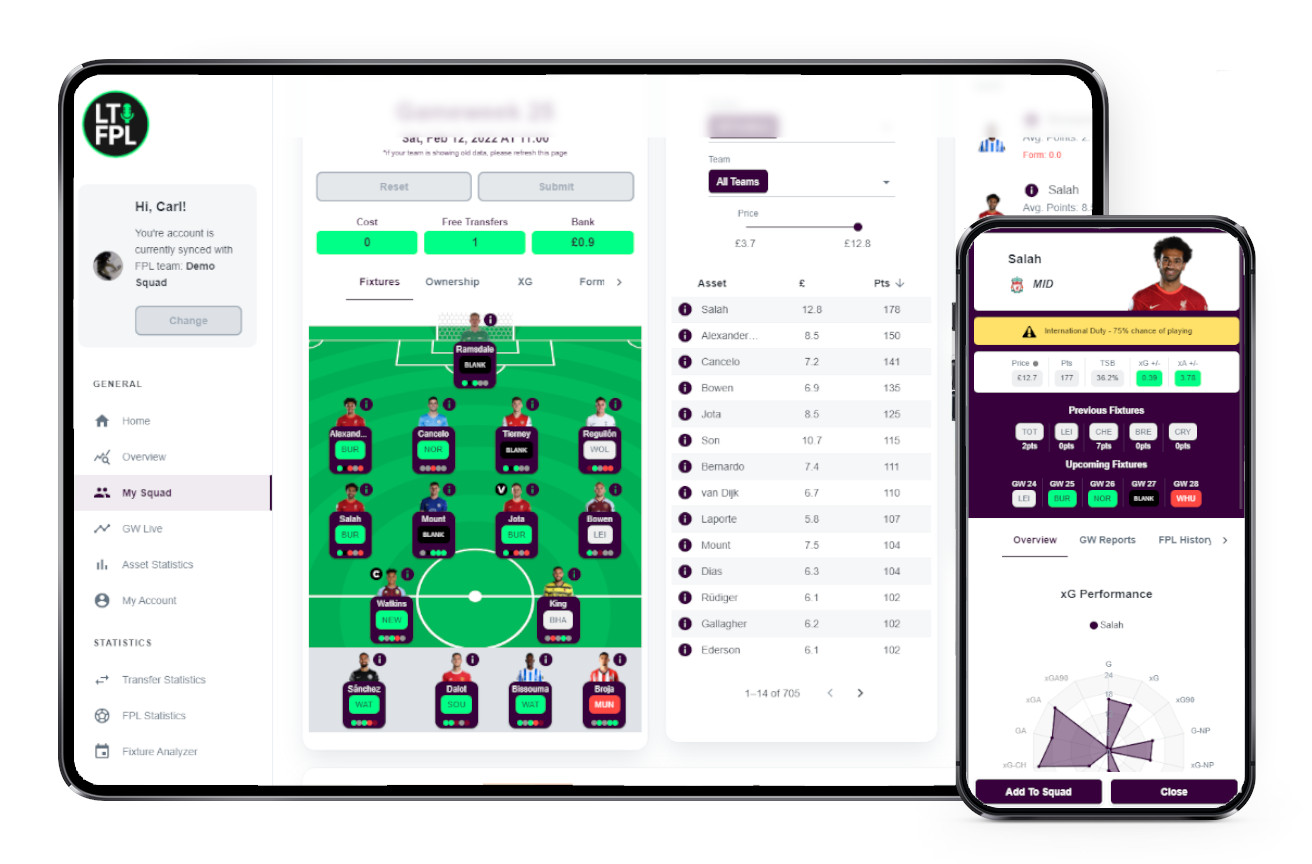 LT
FPL
Hi, Carl!
You're account is
currently synced with
FPL team: Demo
Squad
Change
GENERAL
Home
Overview
My Squad
GW Live
Asset Statistics
My Account
STATISTICS
Transfer Statistics
FPL Statistics
Fixture Analyzer
Gameweek 25
Sat, Feb 12, 2022 AT 11:00
*If your team is showing old data, please refresh this page
Reset Submit
Cost Free Transfers Bank
0 1 £0.9
Fixtures Ownership XG Form
Ramsdale
BLANK
Alexand... Cancelo Tierney Reguilón
BUR NOR BLANK WOL
V
Salah Mount Jota Bowen
BUR BLANK BUR LEI
C
Watkins King
NEW BHA
Sánchez Dalot Bissouma Broja
WAT SOU WAT MUN
Team
All Teams
Price
£3.7 £12.8
Asset £ Pts
Salah 12.8 178
Alexander... 8.5 150
Cancelo 7.2 141
Bowen 6.9 135
Jota 8.5 125
Son 10.7 115
Bernardo 7.4 111
van Dijk 6.7 110
Laporte 5.8 107
Mount 7.5 104
Dias 6.3 104
Rüdiger 6.1 102
Gallagher 6.2 102
Ederson 6.1 102
1–14 of 705
Avg. Points: 2.
Form: 0.0
Salah
Avg. Points: 8.
Salah
MID
International Duty - 75% chance of playing
Price Pts TSB xG +/- xA +/-
£12.7 177 36.2% 0.39 3.78
Previous Fixtures
TOT LEI CHE BRE CRY
2pts 0pts 7pts 0pts 0pts
Upcoming Fixtures
GW 24 GW 25 GW 26 GW 27 GW 28
LEI BUR NOR BLANK WHU
Overview GW Reports FPL History
xG Performance
Salah
G
24
18
xGA90 xG
xGA xG90
GA G-NP
xG-CH xG-NP
Add To Squad Close